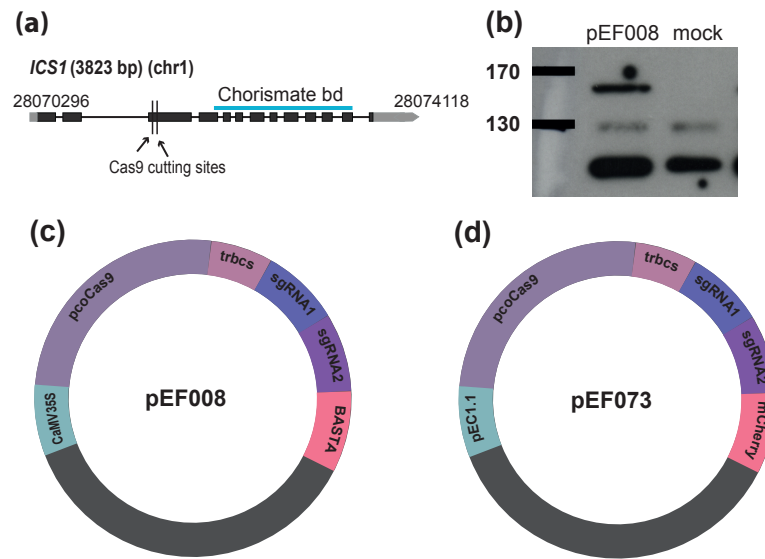 (a)
ICS1 (3823 bp) (chr1)
Chorismate bd
28070296
28074118
Cas9 cutting sites
(b)
pEF008 mock
170
130
(c)
pcoCas9
trbcs
sgRNA1
sgRNA2
BASTA
CaMV35S
pEF008
(d)
pcoCas9
trbcs
sgRNA1
sgRNA2
mCherry
pEC1.1
pEF073